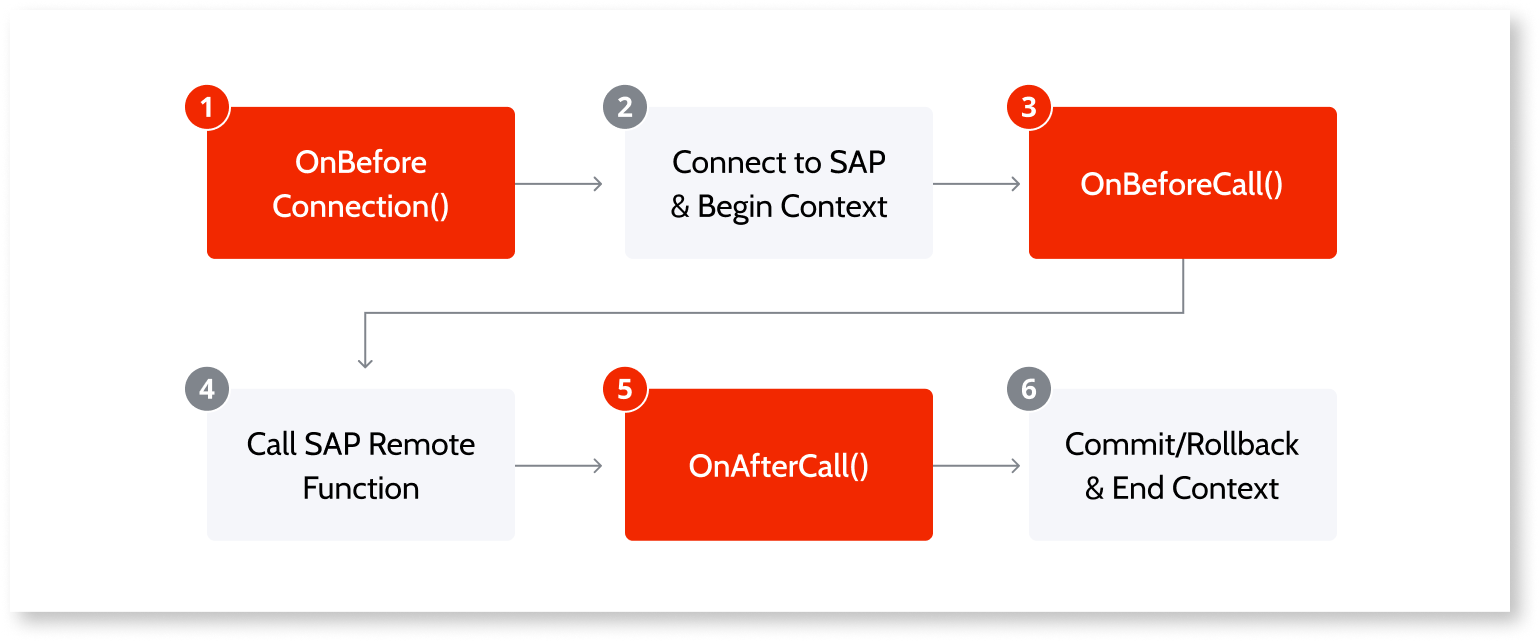 1
OnBefore
Connection()
2
Connect to SAP
& Begin Context
3
OnBeforeCall()
4
Call SAP Remote
Function
5
OnAfterCall()
6
Commit/Rollback
& End Context